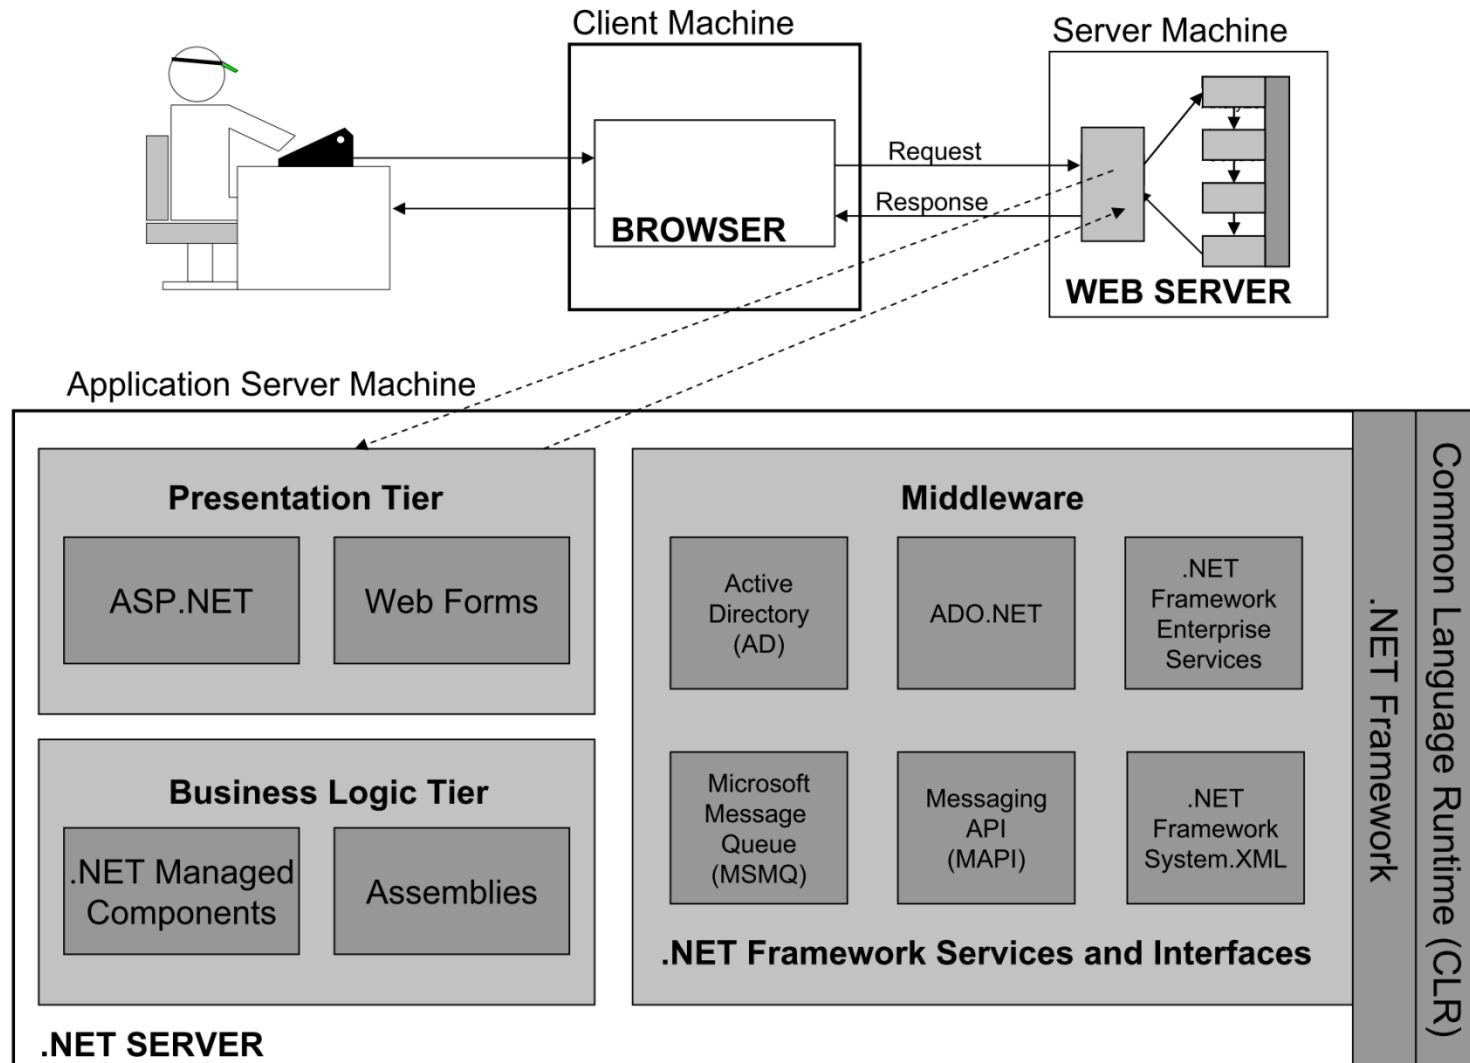 Client Machine
Server Machine
Request
Response
BROWSER
WEB SERVER
Application Server Machine
Presentation Tier
ASP.NET
Web Forms
Business Logic Tier
.NET Managed
Components
Assemblies
.NET SERVER
Middleware
Active
Directory
(AD)
ADO.NET
.NET
Framework
Enterprise
Services
Microsoft
Message
Queue
(MSMQ)
Messaging
API
(MAPI)
.NET
Framework
System.XML
.NET Framework Services and Interfaces
.NET Framework
Common Language Runtime (CLR)